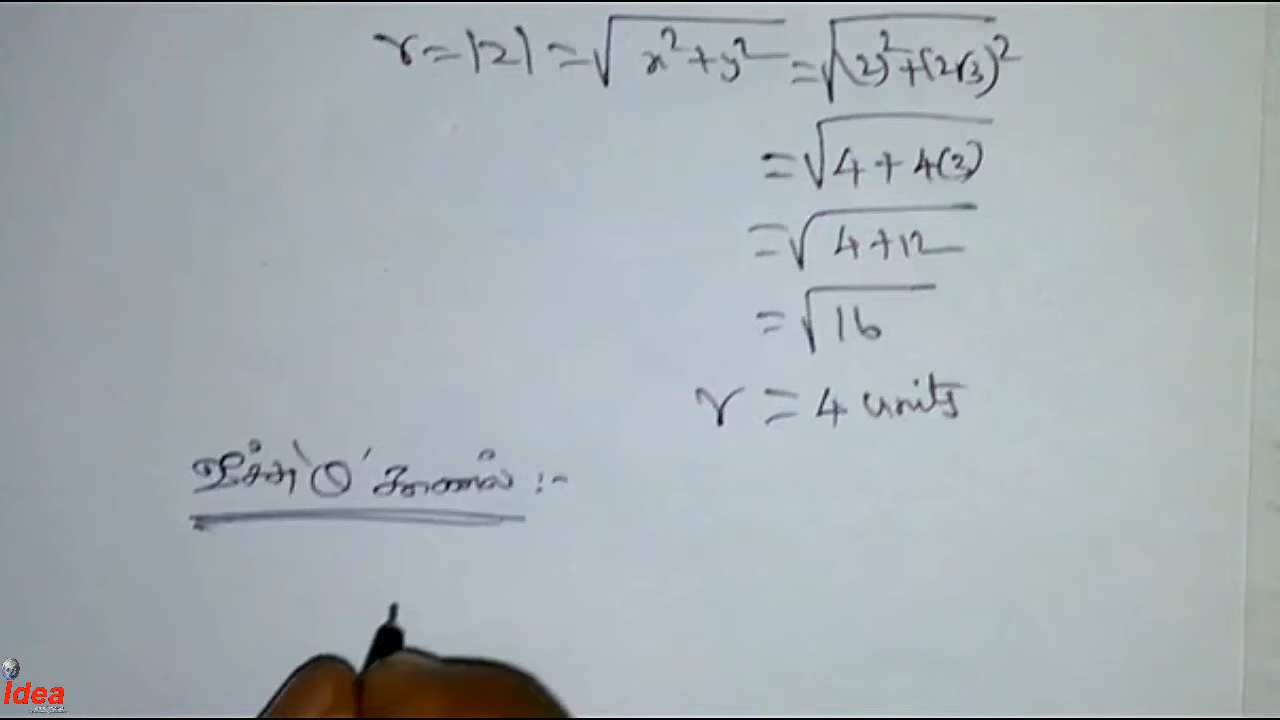 r = |z| = √x² + y² = √(2)² + (2√3)²
= √4 + 4(3)
= √4 + 12
= √16
r = 4 units
வீச்சு 'θ' காணல் :-
Idea